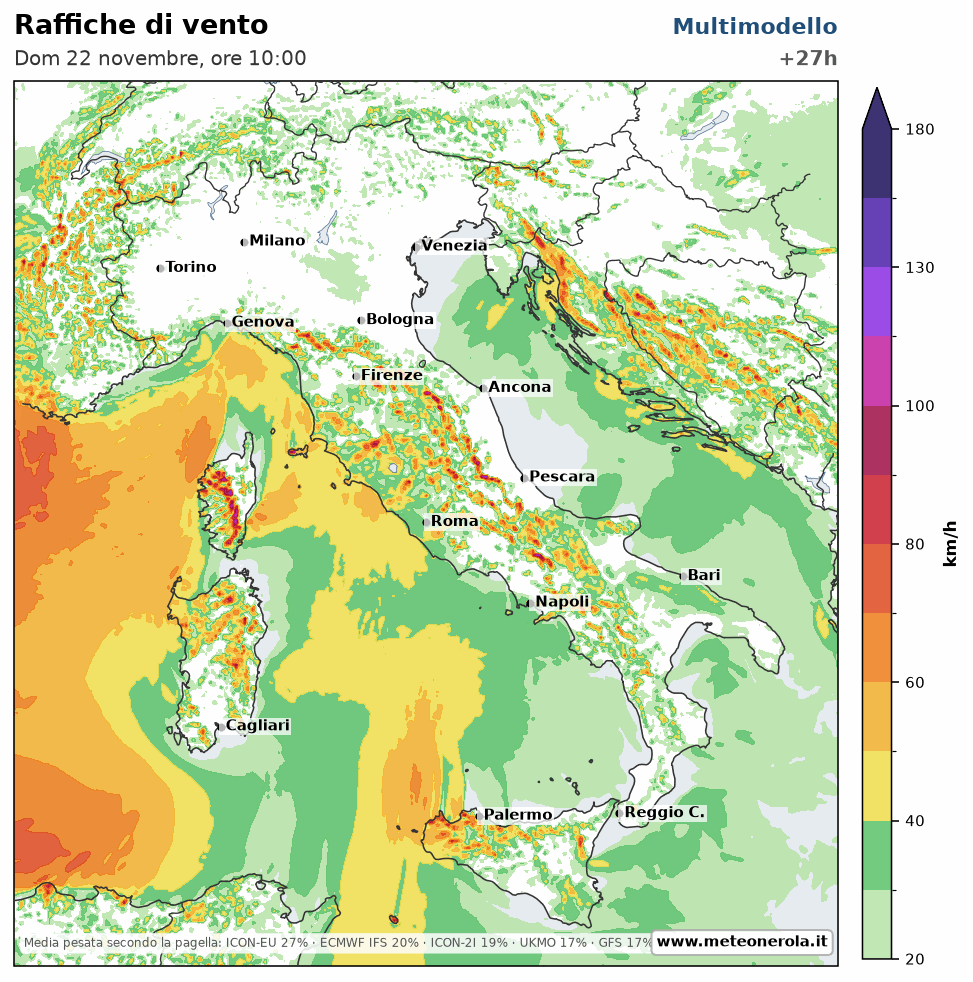 Raffiche di vento
Multimodello
Dom 22 novembre, ore 10:00
+27h
180
130
100
80
60
40
20
km/h
Milano
Venezia
Torino
Genova
Bologna
Firenze
Ancona
Pescara
Roma
Bari
Napoli
Cagliari
Palermo
Reggio C.
Media pesata secondo la pagella: ICON-EU 27% · ECMWF IFS 20% · ICON-2I 19% · UKMO 17% · GFS 17%
www.meteonerola.it